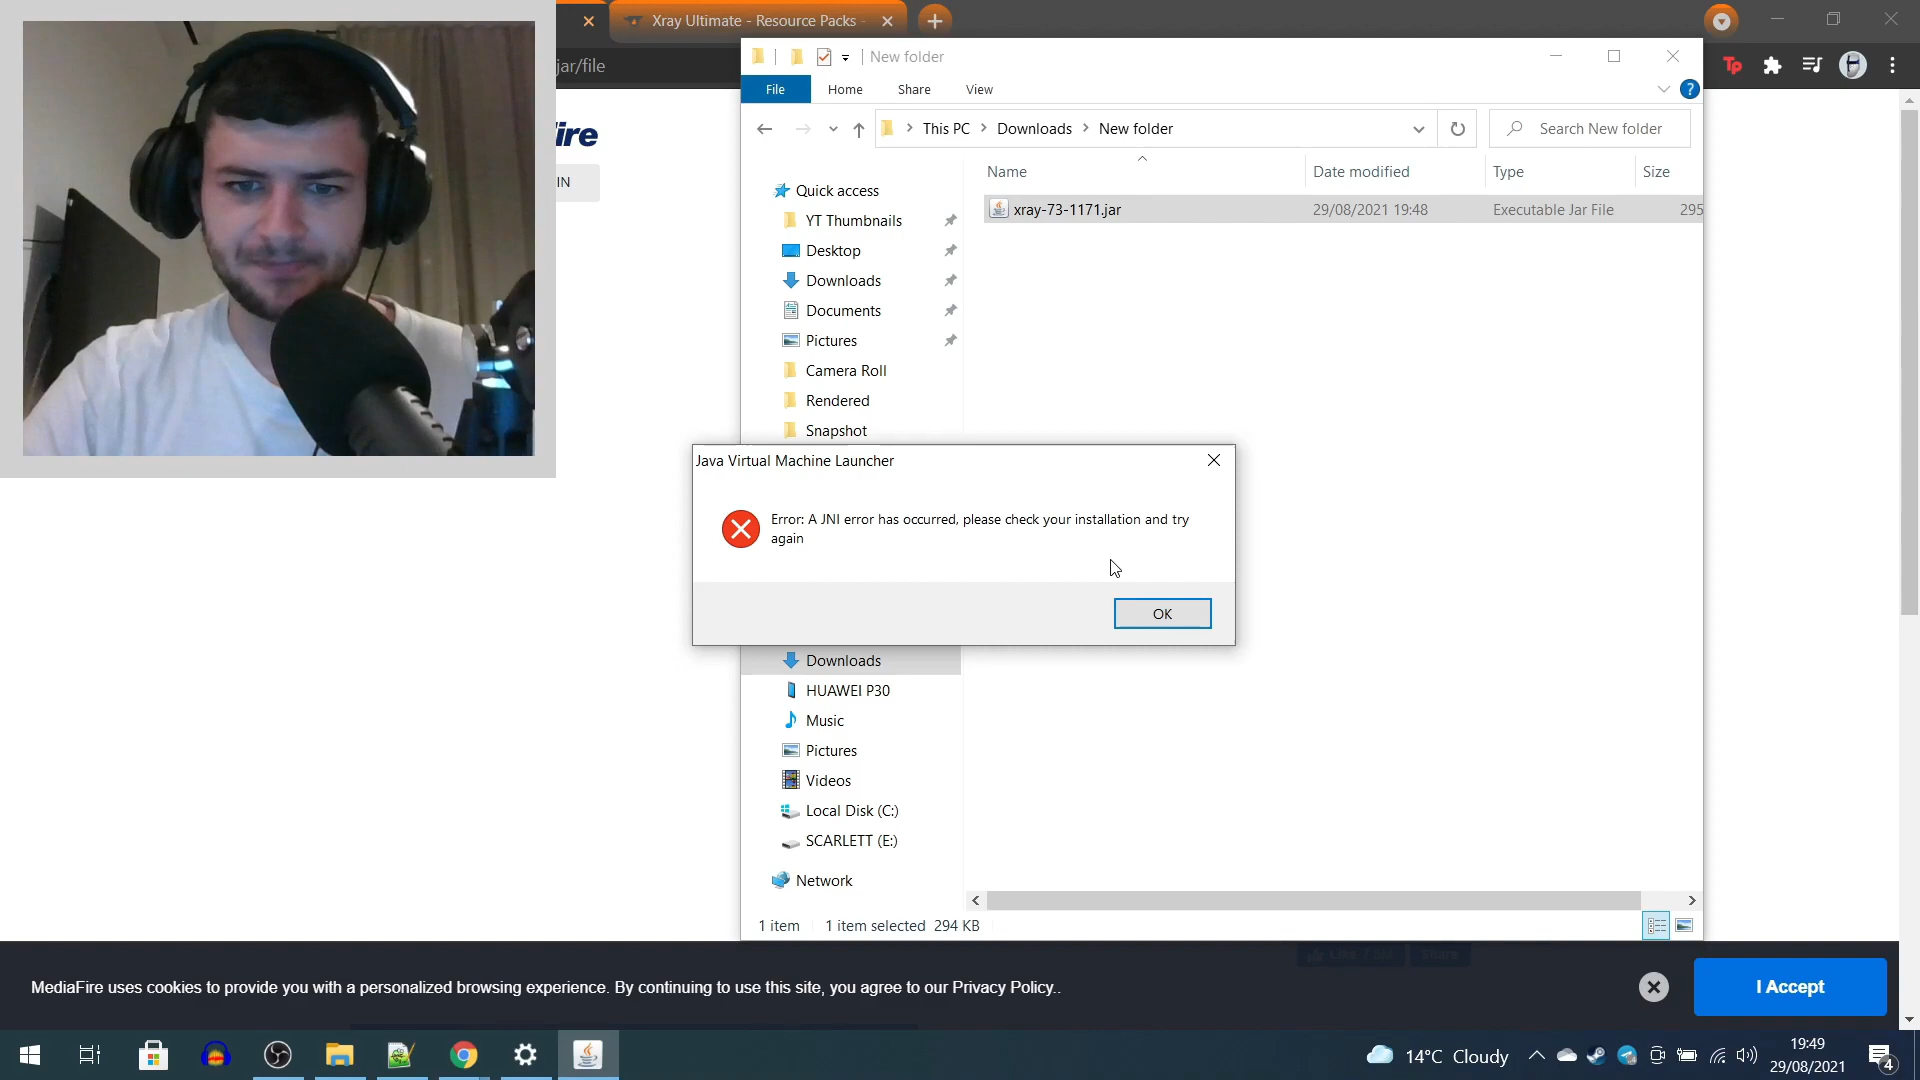 Xray Ultimate - Resource Packs -
jar/file
New folder
File
Home
Share
View
This PC
Downloads
New folder
Search New folder
ire
IN
Name
Date modified
Type
Size
xray-73-1171.jar
29/08/2021 19:48
Executable Jar File
295
Quick access
YT Thumbnails
Desktop
Downloads
Documents
Pictures
Camera Roll
Rendered
Snapshot
Java Virtual Machine Launcher
Error: A JNI error has occurred, please check your installation and try
again
OK
Downloads
HUAWEI P30
Music
Pictures
Videos
Local Disk (C:)
SCARLETT (E:)
Network
1 item
1 item selected 294 KB
MediaFire uses cookies to provide you with a personalized browsing experience. By continuing to use this site, you agree to our Privacy Policy..
I Accept
14°C Cloudy
19:49
29/08/2021
4